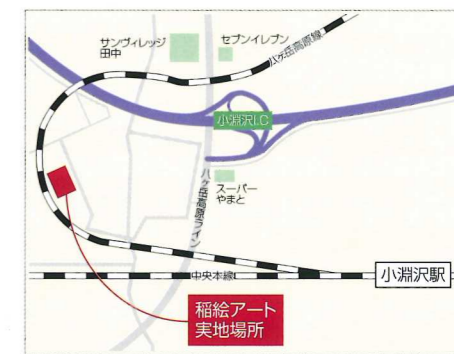 サンヴィレッジ
田中
セブンイレブン
八ヶ岳高原線
小淵沢I.C
八ヶ岳高原ライン
スーパー
やまと
小淵沢駅
中央本線
稲絵アート
実地場所